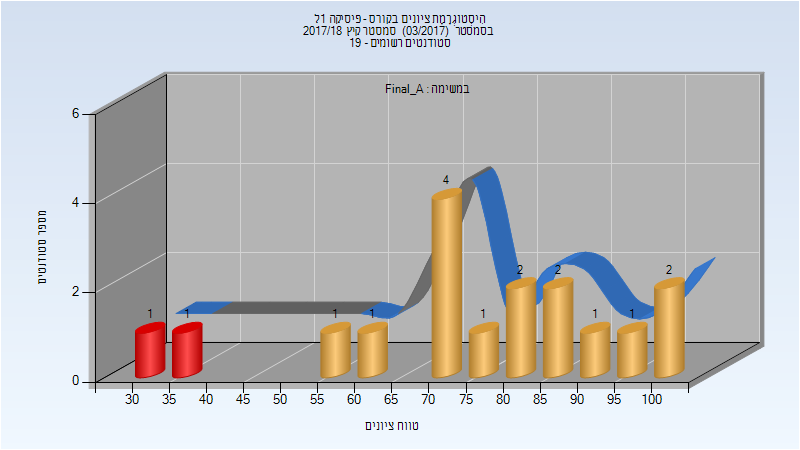 היסטוגרמת ציונים בקורס - פיסיקה 1ל
בסמסטר (03/2017) סמסטר קיץ 2017/18
סטודנטים רשומים - 19
במשימה : Final_A
מספר סטודנטים
6
4
2
0
1 1 1 1 4 1 2 2 1 1 2
30 35 40 45 50 55 60 65 70 75 80 85 90 95 100
טווח ציונים